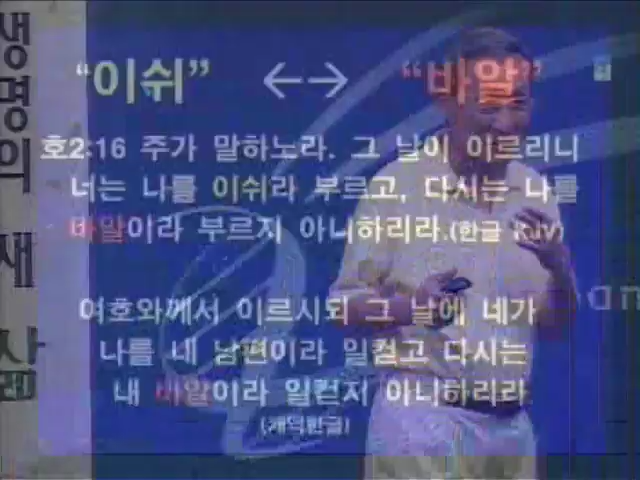 생명의 새
"이쉬" ←→ "바알"
호2:16 주가 말하노라. 그 날이 이르리니
너는 나를 이쉬라 부르고, 다시는 나를
바알이라 부르지 아니하리라.(한글 KJV)
여호와께서 이르시되 그 날에 네가
나를 내 남편이라 일컫고 다시는
내 바알이라 일컫지 아니하리라
(개역한글)